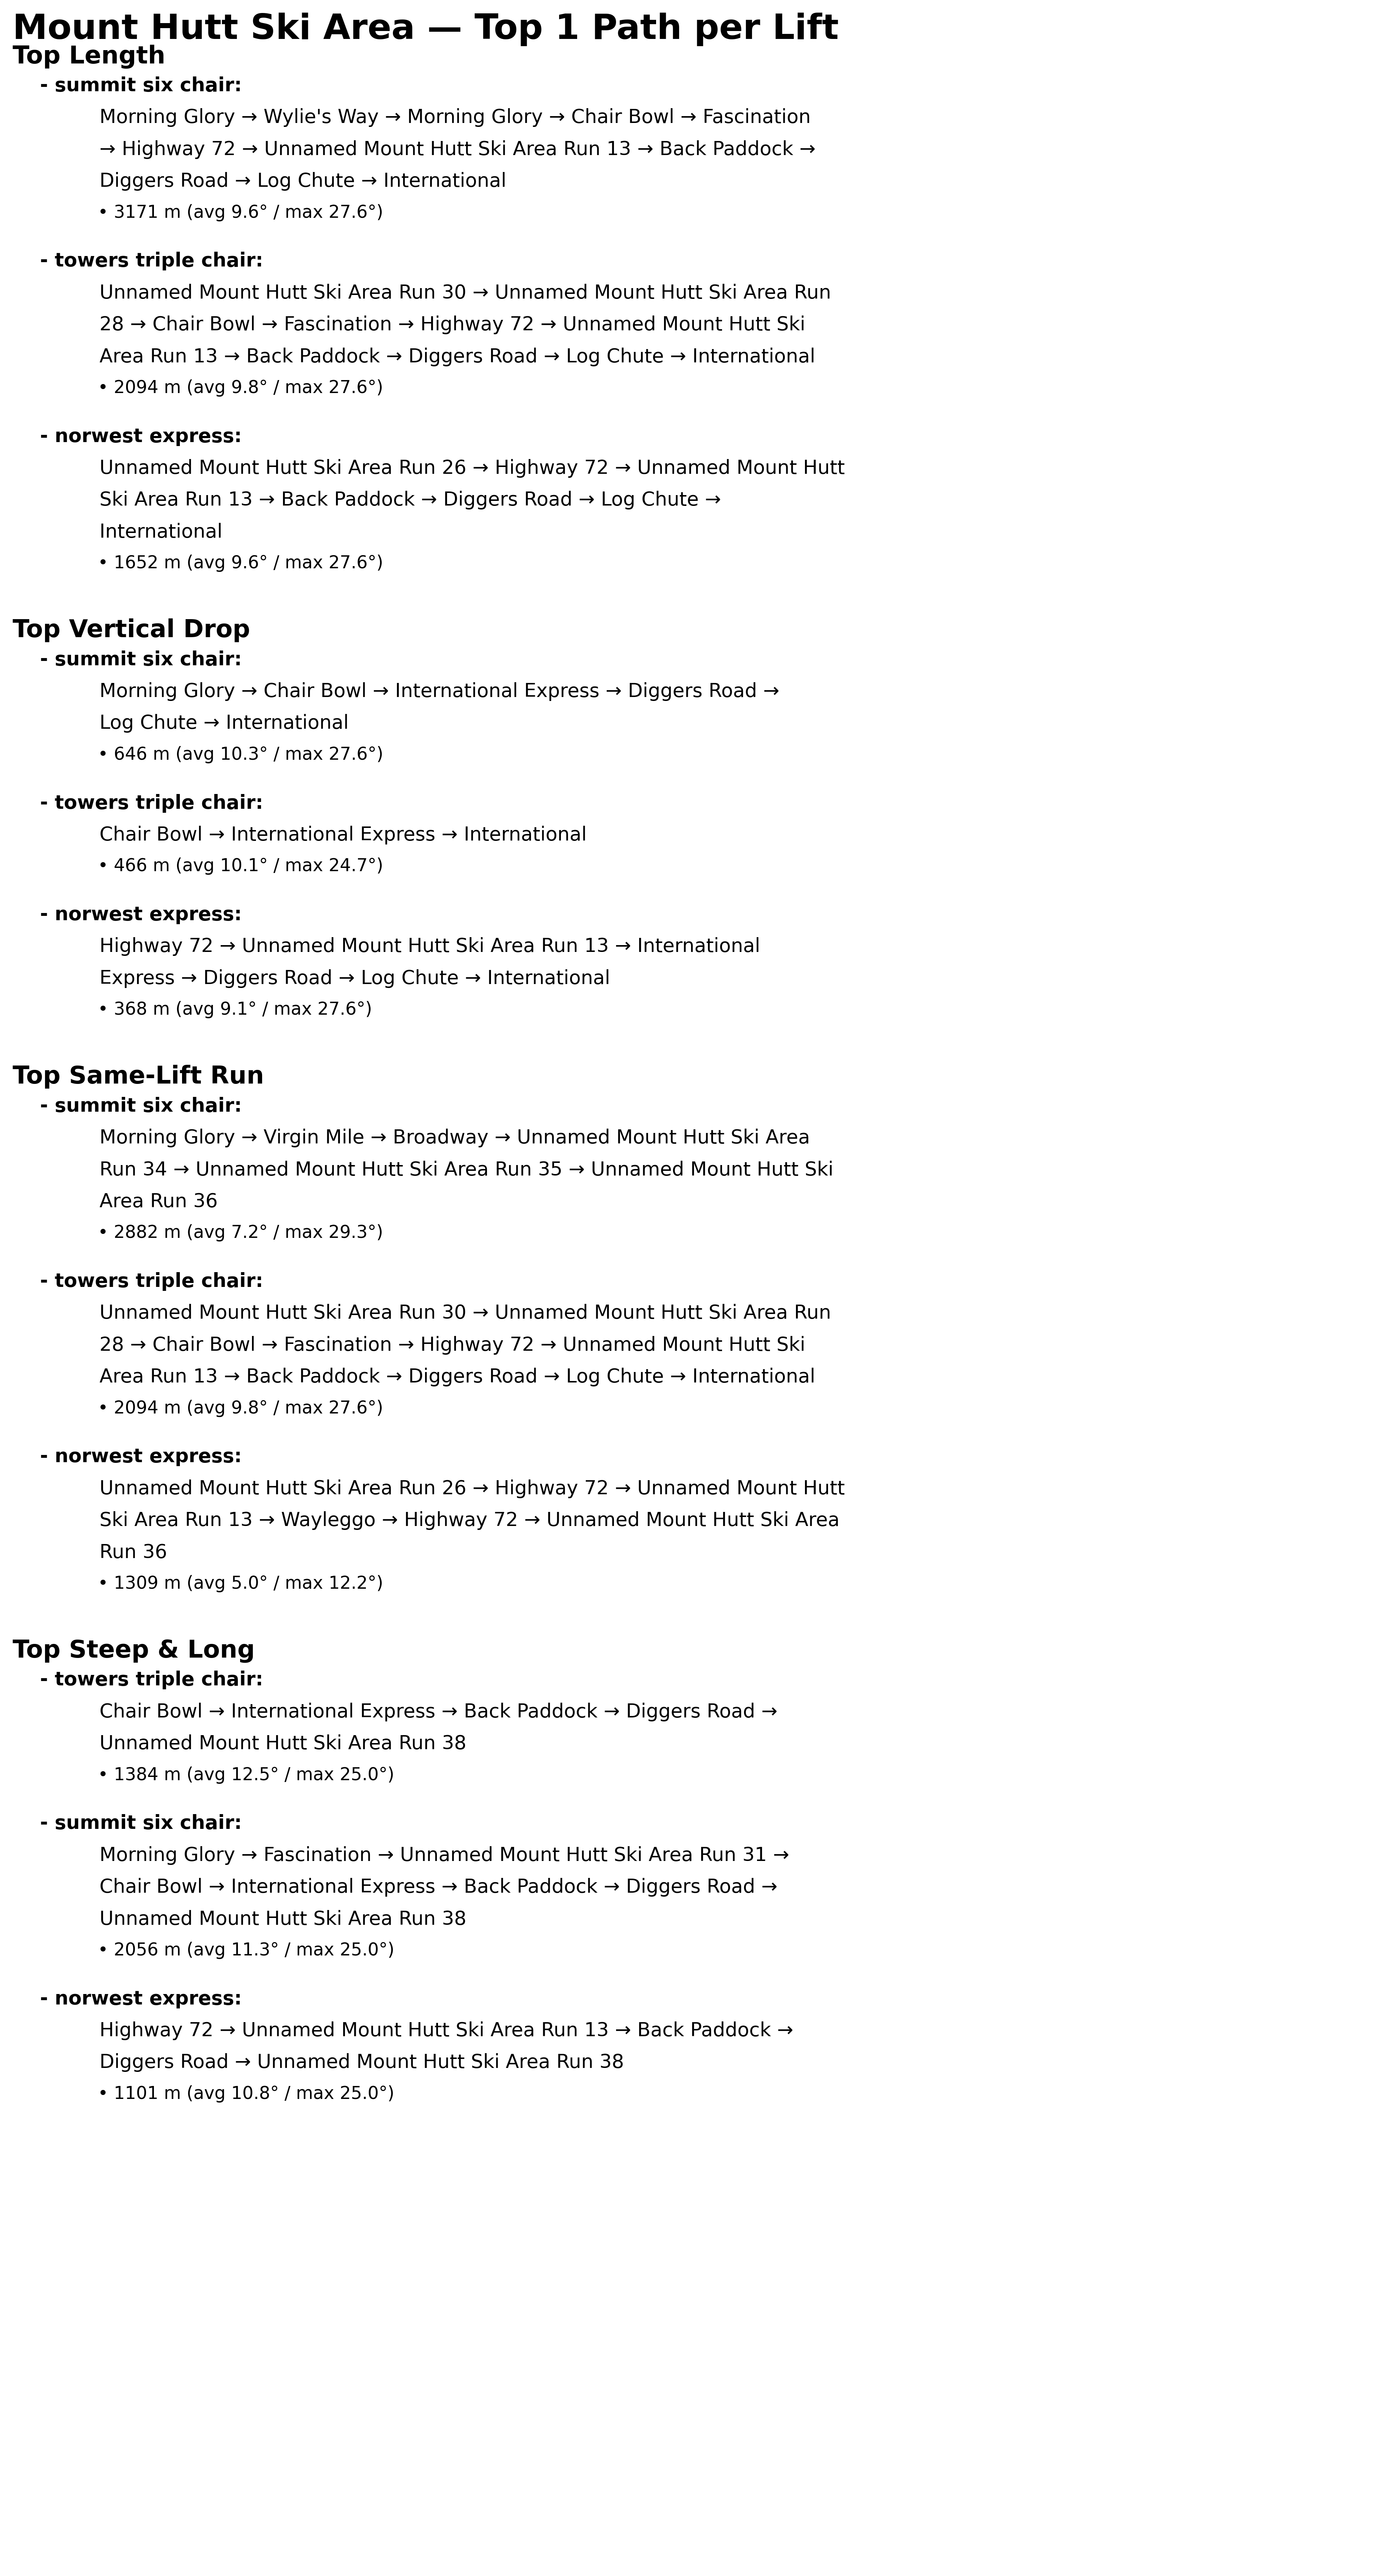 Mount Hutt Ski Area — Top 1 Path per Lift
Top Length
- summit six chair:
Morning Glory → Wylie's Way → Morning Glory → Chair Bowl → Fascination
→ Highway 72 → Unnamed Mount Hutt Ski Area Run 13 → Back Paddock →
Diggers Road → Log Chute → International
• 3171 m (avg 9.6° / max 27.6°)
- towers triple chair:
Unnamed Mount Hutt Ski Area Run 30 → Unnamed Mount Hutt Ski Area Run
28 → Chair Bowl → Fascination → Highway 72 → Unnamed Mount Hutt Ski
Area Run 13 → Back Paddock → Diggers Road → Log Chute → International
• 2094 m (avg 9.8° / max 27.6°)
- norwest express:
Unnamed Mount Hutt Ski Area Run 26 → Highway 72 → Unnamed Mount Hutt
Ski Area Run 13 → Back Paddock → Diggers Road → Log Chute →
International
• 1652 m (avg 9.6° / max 27.6°)
Top Vertical Drop
- summit six chair:
Morning Glory → Chair Bowl → International Express → Diggers Road →
Log Chute → International
• 646 m (avg 10.3° / max 27.6°)
- towers triple chair:
Chair Bowl → International Express → International
• 466 m (avg 10.1° / max 24.7°)
- norwest express:
Highway 72 → Unnamed Mount Hutt Ski Area Run 13 → International
Express → Diggers Road → Log Chute → International
• 368 m (avg 9.1° / max 27.6°)
Top Same-Lift Run
- summit six chair:
Morning Glory → Virgin Mile → Broadway → Unnamed Mount Hutt Ski Area
Run 34 → Unnamed Mount Hutt Ski Area Run 35 → Unnamed Mount Hutt Ski
Area Run 36
• 2882 m (avg 7.2° / max 29.3°)
- towers triple chair:
Unnamed Mount Hutt Ski Area Run 30 → Unnamed Mount Hutt Ski Area Run
28 → Chair Bowl → Fascination → Highway 72 → Unnamed Mount Hutt Ski
Area Run 13 → Back Paddock → Diggers Road → Log Chute → International
• 2094 m (avg 9.8° / max 27.6°)
- norwest express:
Unnamed Mount Hutt Ski Area Run 26 → Highway 72 → Unnamed Mount Hutt
Ski Area Run 13 → Wayleggo → Highway 72 → Unnamed Mount Hutt Ski Area
Run 36
• 1309 m (avg 5.0° / max 12.2°)
Top Steep & Long
- towers triple chair:
Chair Bowl → International Express → Back Paddock → Diggers Road →
Unnamed Mount Hutt Ski Area Run 38
• 1384 m (avg 12.5° / max 25.0°)
- summit six chair:
Morning Glory → Fascination → Unnamed Mount Hutt Ski Area Run 31 →
Chair Bowl → International Express → Back Paddock → Diggers Road →
Unnamed Mount Hutt Ski Area Run 38
• 2056 m (avg 11.3° / max 25.0°)
- norwest express:
Highway 72 → Unnamed Mount Hutt Ski Area Run 13 → Back Paddock →
Diggers Road → Unnamed Mount Hutt Ski Area Run 38
• 1101 m (avg 10.8° / max 25.0°)